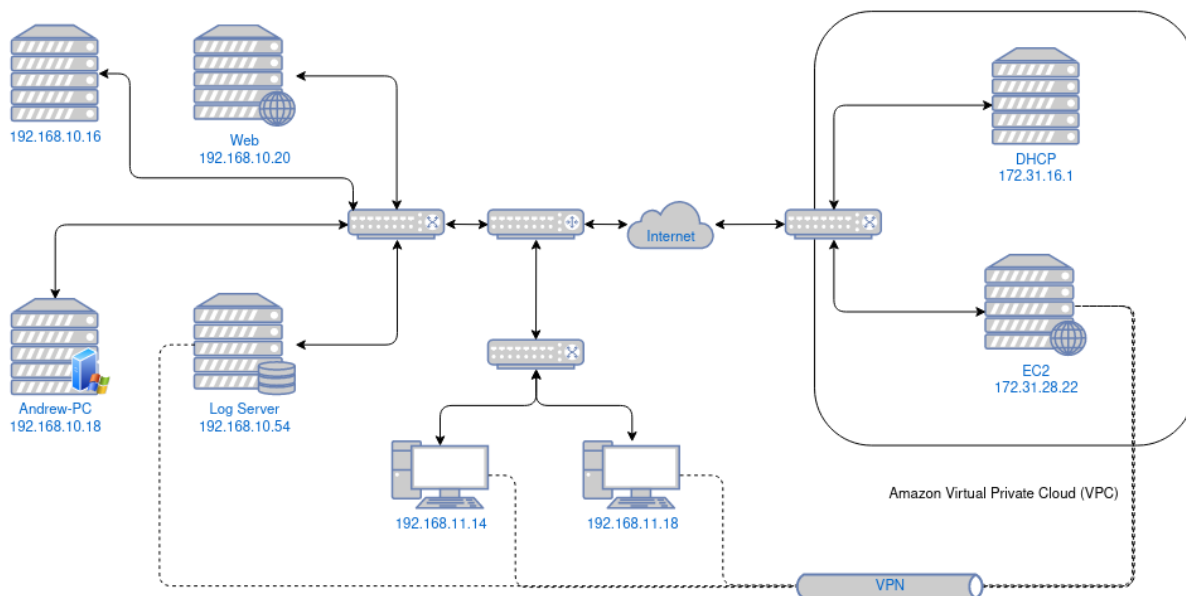 192.168.10.16
Web
192.168.10.20
DHCP
172.31.16.1
Internet
Andrew-PC
192.168.10.18
Log Server
192.168.10.54
EC2
172.31.28.22
192.168.11.14
192.168.11.18
Amazon Virtual Private Cloud (VPC)
VPN